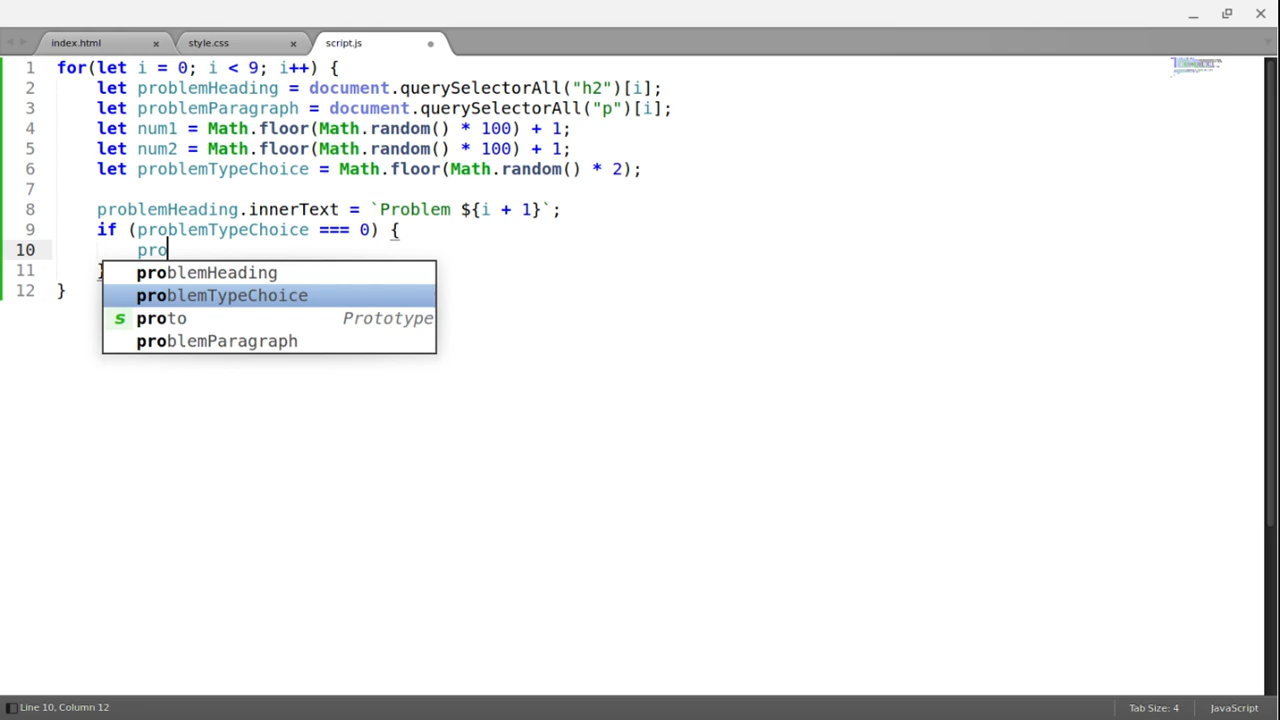 index.html × style.css × script.js
1 for(let i = 0; i < 9; i++) {
2 let problemHeading = document.querySelectorAll("h2")[i];
3 let problemParagraph = document.querySelectorAll("p")[i];
4 let num1 = Math.floor(Math.random() * 100) + 1;
5 let num2 = Math.floor(Math.random() * 100) + 1;
6 let problemTypeChoice = Math.floor(Math.random() * 2);
7
8 problemHeading.innerText = `Problem ${i + 1}`;
9 if (problemTypeChoice === 0) {
10 pro
11 }
problemHeading
12 }
problemTypeChoice
s proto Prototype
problemParagraph
Line 10, Column 12 Tab Size: 4 JavaScript